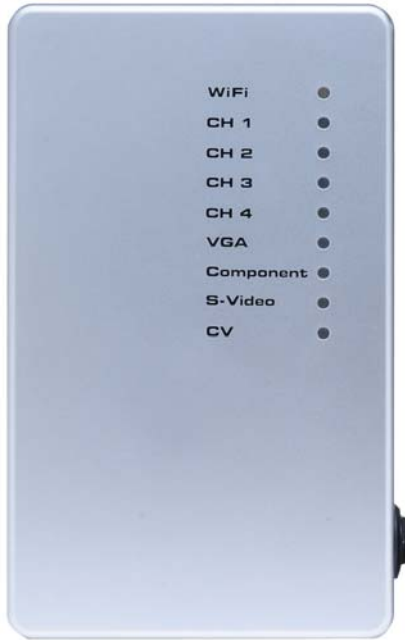 WiFi
CH 1
CH 2
CH 3
CH 4
VGA
Component
S-Video
CV